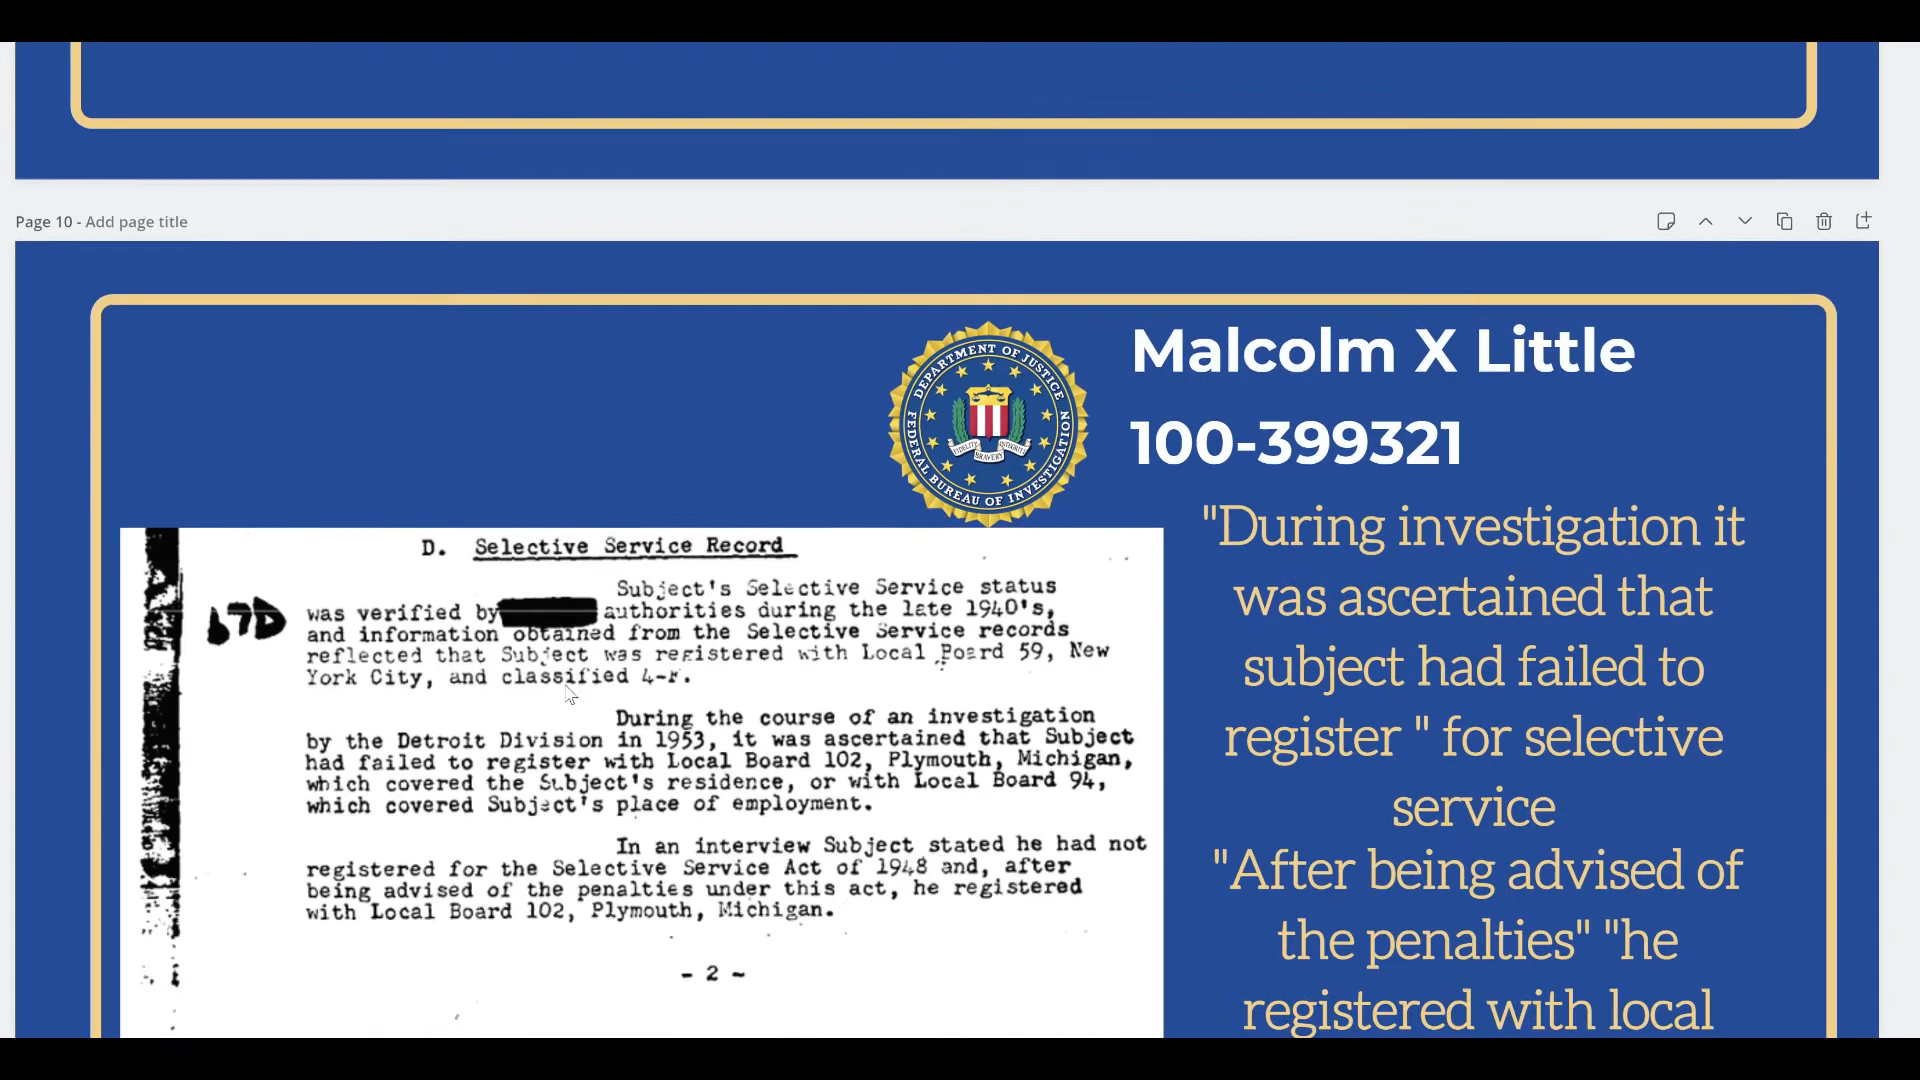 Page 10 - Add page title
DEPARTMENT OF JUSTICE
FEDERAL BUREAU OF INVESTIGATION
FIDELITY BRAVERY INTEGRITY
Malcolm X Little
100-399321
D. Selective Service Record
Subject's Selective Service status
b7D
was verified by authorities during the late 1940's,
and information obtained from the Selective Service records
reflected that Subject was registered with Local Board 59, New
York City, and classified 4-F.
During the course of an investigation
by the Detroit Division in 1953, it was ascertained that Subject
had failed to register with Local Board 102, Plymouth, Michigan,
which covered the Subject's residence, or with Local Board 94,
which covered Subject's place of employment.
In an interview Subject stated he had not
registered for the Selective Service Act of 1948 and, after
being advised of the penalties under this act, he registered
with Local Board 102, Plymouth, Michigan.
- 2 -
"During investigation it
was ascertained that
subject had failed to
register " for selective
service
"After being advised of
the penalties" "he
registered with local